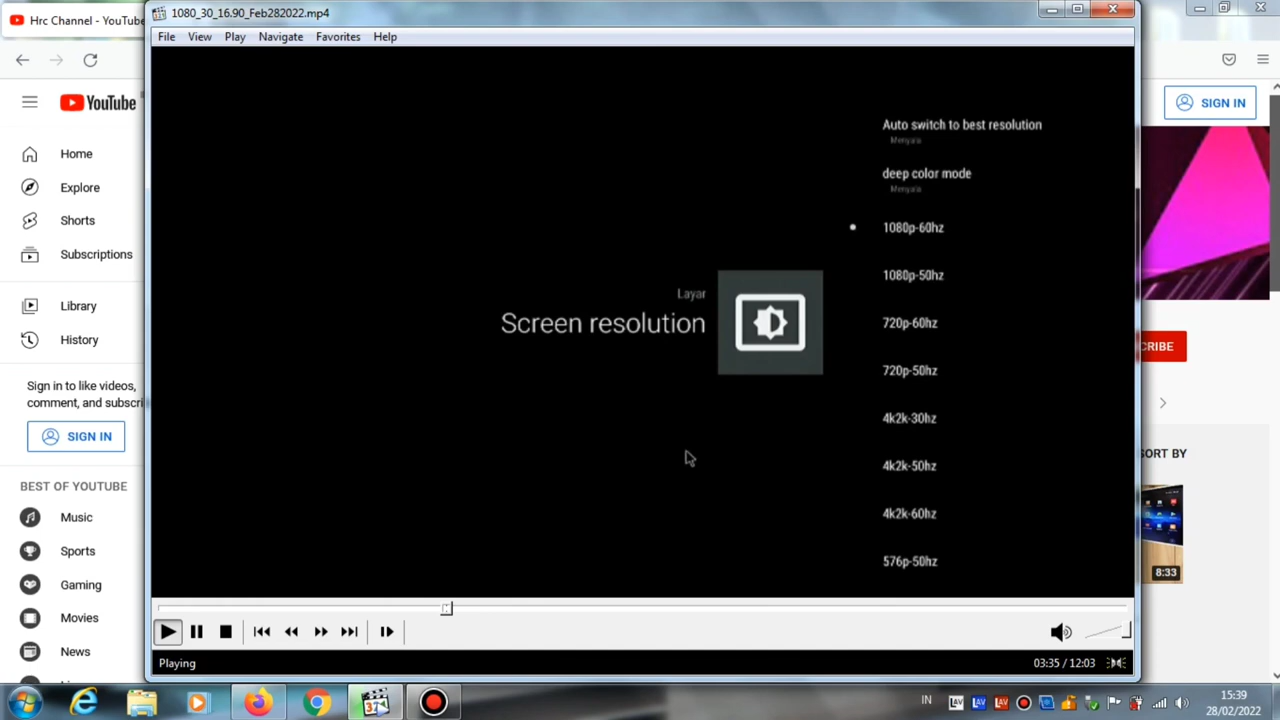 Hrc Channel - YouTube
1080_30_16.90_Feb282022.mp4
File View Play Navigate Favorites Help
YouTube
SIGN IN
Home
Explore
Shorts
Subscriptions
Library
History
Sign in to like videos,
comment, and subscri
SIGN IN
BEST OF YOUTUBE
Music
Sports
Gaming
Movies
News
Auto switch to best resolution
Menyala
deep color mode
Menyala
1080p-60hz
1080p-50hz
720p-60hz
720p-50hz
4k2k-30hz
4k2k-50hz
4k2k-60hz
576p-50hz
Layar
Screen resolution
CRIBE
SORT BY
8:33
Playing
03:35 / 12:03
IN
15:39
28/02/2022